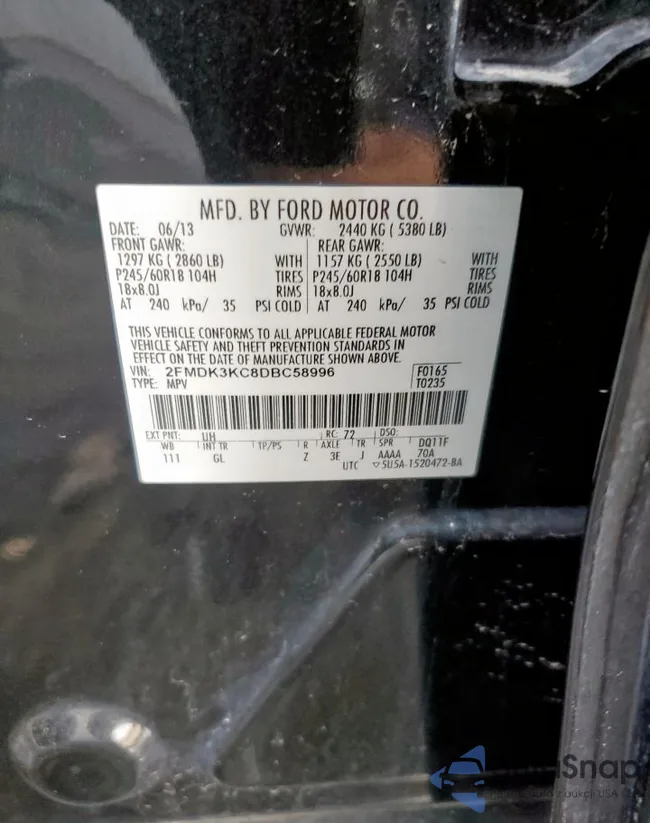 MFD. BY FORD MOTOR CO.
DATE: 06/13 GVWR: 2440 KG ( 5380 LB)
FRONT GAWR: REAR GAWR:
1297 KG ( 2860 LB) WITH 1157 KG ( 2550 LB) WITH
P245/60R18 104H TIRES P245/60R18 104H TIRES
18x8.0J RIMS 18x8.0J RIMS
AT 240 kPa/ 35 PSI COLD AT 240 kPa/ 35 PSI COLD
THIS VEHICLE CONFORMS TO ALL APPLICABLE FEDERAL MOTOR
VEHICLE SAFETY AND THEFT PREVENTION STANDARDS IN
EFFECT ON THE DATE OF MANUFACTURE SHOWN ABOVE.
VIN: 2FMDK3KC8DBC58996 F0165
TYPE: MPV T0235
EXT PNT: UH RC: 72 DSO:
WB INT TR TP/PS R AXLE TR SPR DQ11F
111 GL Z 3E J AAAA 70A
UTC ▽5U5A-1520472-BA
Snap
aukcji USA